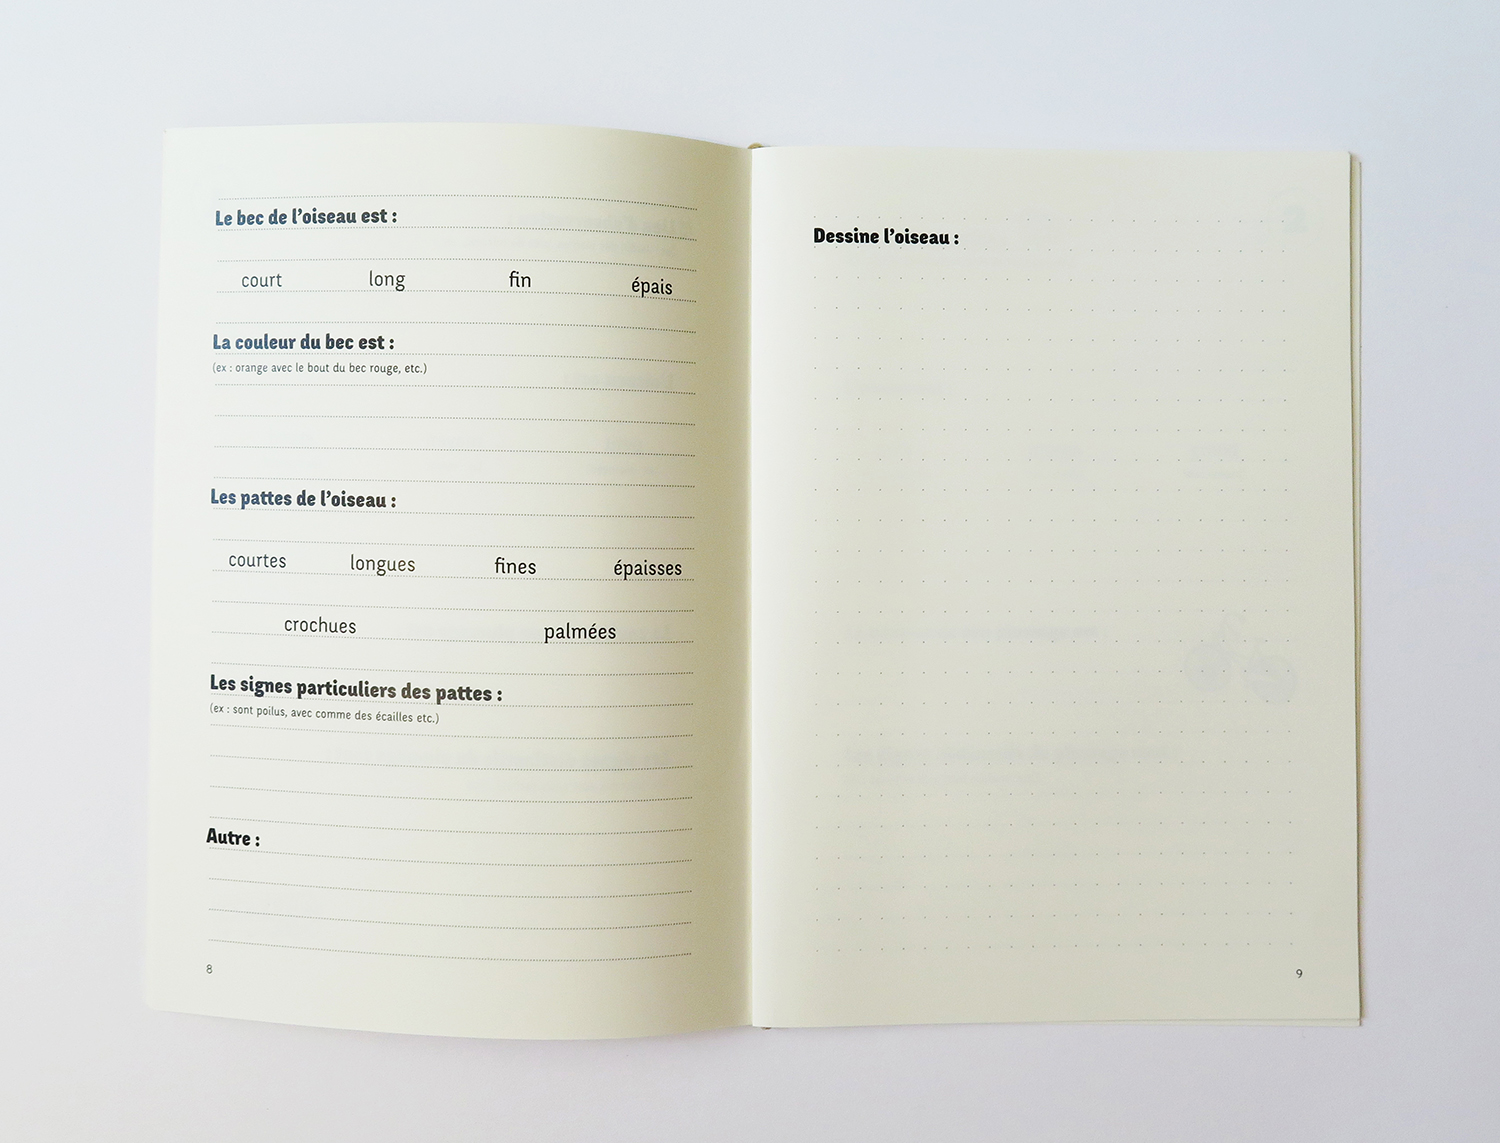 Le bec de l'oiseau est :
court long fin épais
La couleur du bec est :
(ex : orange avec le bout du bec rouge, etc.)
Les pattes de l'oiseau :
courtes longues fines épaisses
crochues palmées
Les signes particuliers des pattes :
(ex : sont poilus, avec comme des écailles etc.)
Autre :
8
Dessine l'oiseau :
9